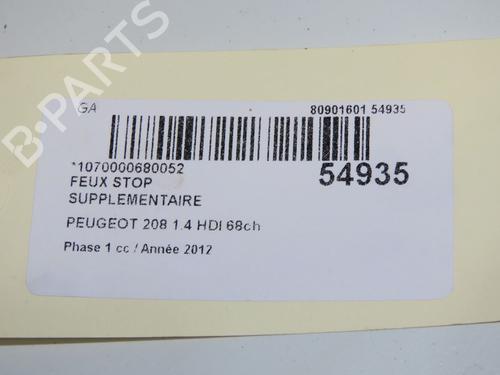 GA 80901601 54935
*1070000680052 54935
FEUX STOP
SUPPLEMENTAIRE
PEUGEOT 208 1.4 HDI 68ch
Phase 1 cc / Année 2012
B-PARTS